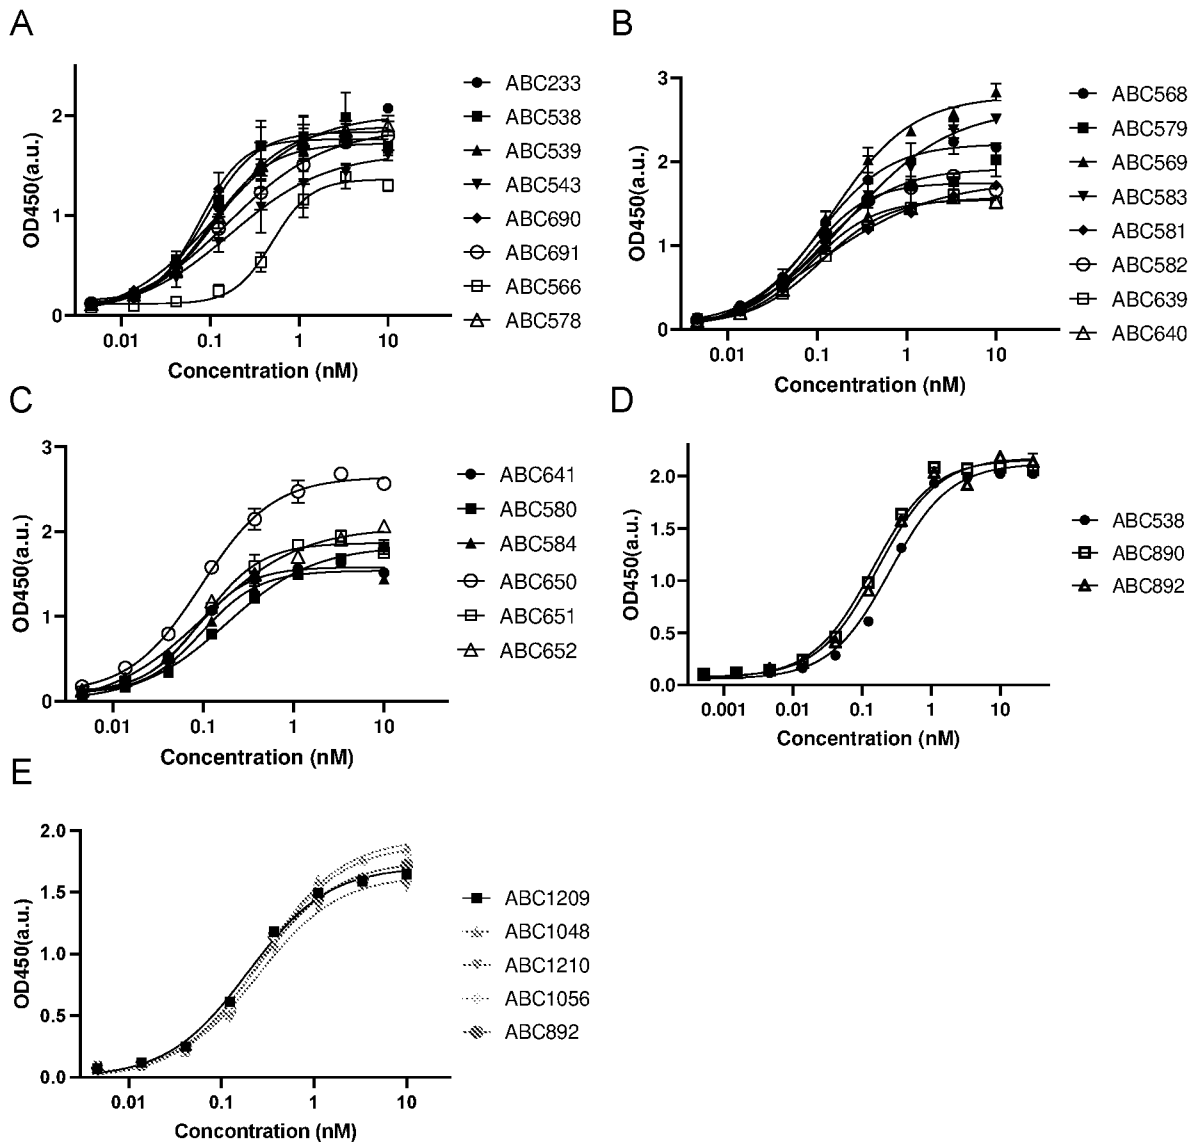 A
OD450(a.u.)
2
1
0
0.01
0.1
1
10
Concentration (nM)
ABC233
ABC538
ABC539
ABC543
ABC690
ABC691
ABC566
ABC578
B
OD450(a.u.)
3
2
1
0
0.01
0.1
1
10
Concentration (nM)
ABC568
ABC579
ABC569
ABC583
ABC581
ABC582
ABC639
ABC640
C
OD450(a.u.)
3
2
1
0
0.01
0.1
1
10
Concentration (nM)
ABC641
ABC580
ABC584
ABC650
ABC651
ABC652
D
OD450(a.u.)
2.0
1.5
1.0
0.5
0.0
0.001
0.01
0.1
1
10
Concentration (nM)
ABC538
ABC890
ABC892
E
OD450(a.u.)
2.0
1.5
1.0
0.5
0.0
0.01
0.1
1
10
Concontration (nM)
ABC1209
ABC1048
ABC1210
ABC1056
ABC892